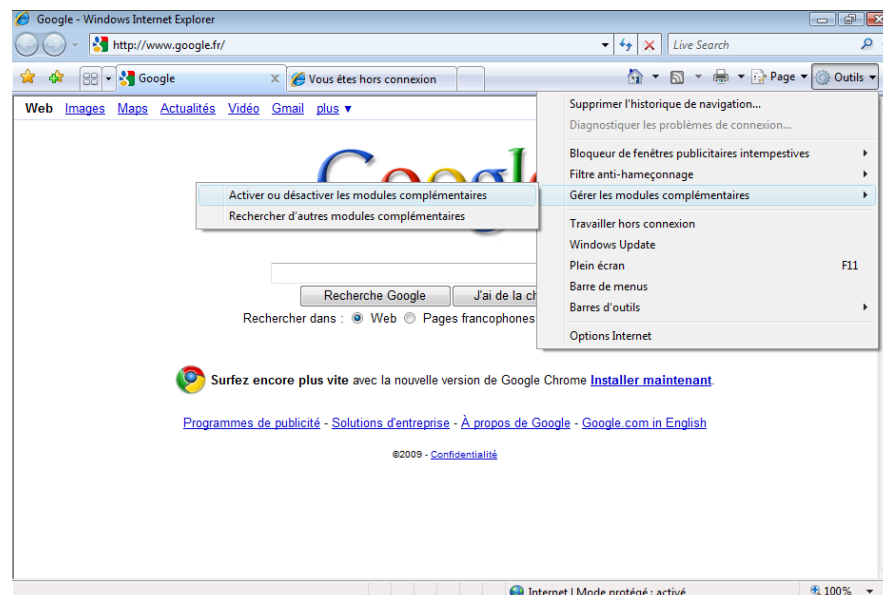 Google - Windows Internet Explorer
http://www.google.fr/
Live Search
Google
Vous êtes hors connexion
Page
Outils
Web Images Maps Actualités Vidéo Gmail plus
Supprimer l'historique de navigation...
Diagnostiquer les problèmes de connexion...
Bloqueur de fenêtres publicitaires intempestives
Filtre anti-hameçonnage
Gérer les modules complémentaires
Travailler hors connexion
Windows Update
Plein écran F11
Barre de menus
Barres d'outils
Options Internet
Google
Activer ou désactiver les modules complémentaires
Rechercher d'autres modules complémentaires
Recherche Google J'ai de la ch
Rechercher dans : Web Pages francophones
Surfez encore plus vite avec la nouvelle version de Google Chrome Installer maintenant.
Programmes de publicité - Solutions d'entreprise - À propos de Google - Google.com in English
©2009 - Confidentialité
Internet | Mode protégé : activé 100%